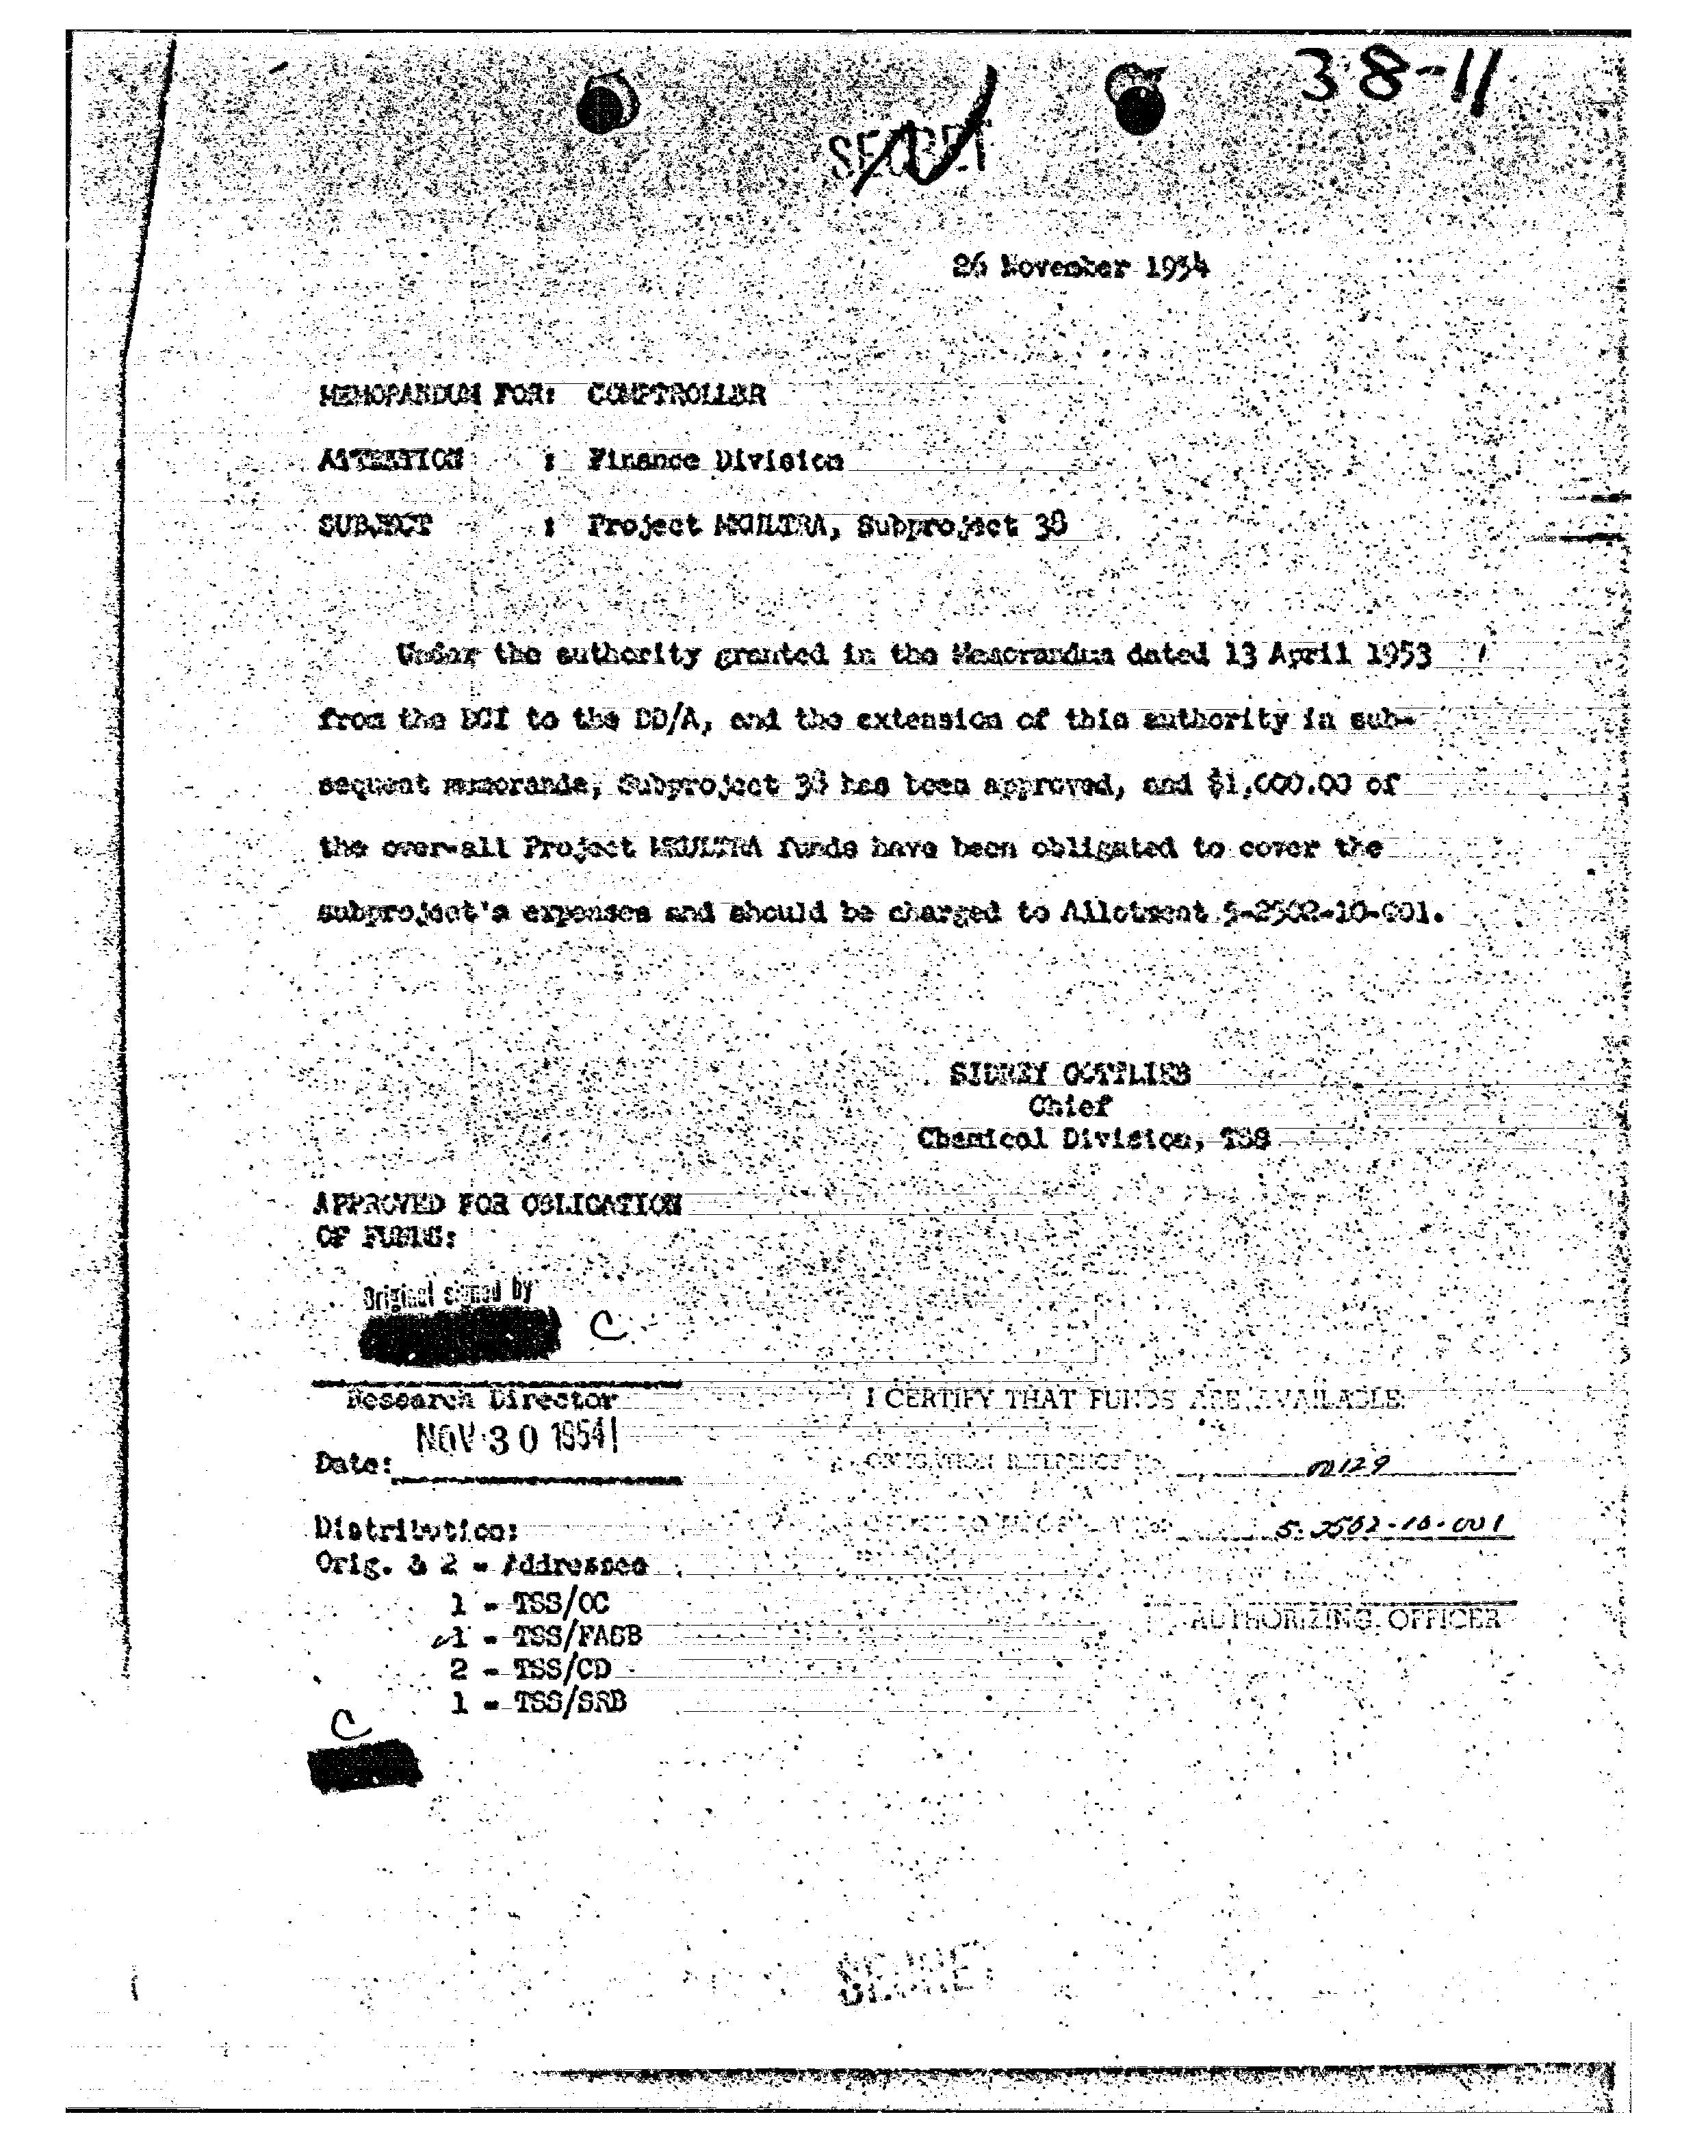 38-11
SECRET
26 November 1954
MEMORANDUM FOR: COMPTROLLER
ATTENTION : Finance Division
SUBJECT : Project MKULTRA, Subproject 38
Under the authority granted in the Memorandum dated 13 April 1953
from the DCI to the DD/A, and the extension of this authority in sub-
sequent memoranda, Subproject 38 has been approved, and $1,000.00 of
the over-all Project MKULTRA funds have been obligated to cover the
subproject's expenses and should be charged to Allotment 5-2502-10-001.
SIDNEY GOTTLIEB
Chief
Chemical Division, TSS
APPROVED FOR OBLIGATION
OF FUNDS:
Original signed by
C
Research Director
I CERTIFY THAT FUNDS ARE AVAILABLE:
NOV 30 1954
Date:
OBLIGATION REFERENCE NO.
5-2502-10-001
Distribution:
Orig. & 2 - Addressee
1 - TSS/OC
AUTHORIZING OFFICER
1 - TSS/FASB
2 - TSS/CD
1 - TSS/SRB
C
SECRET